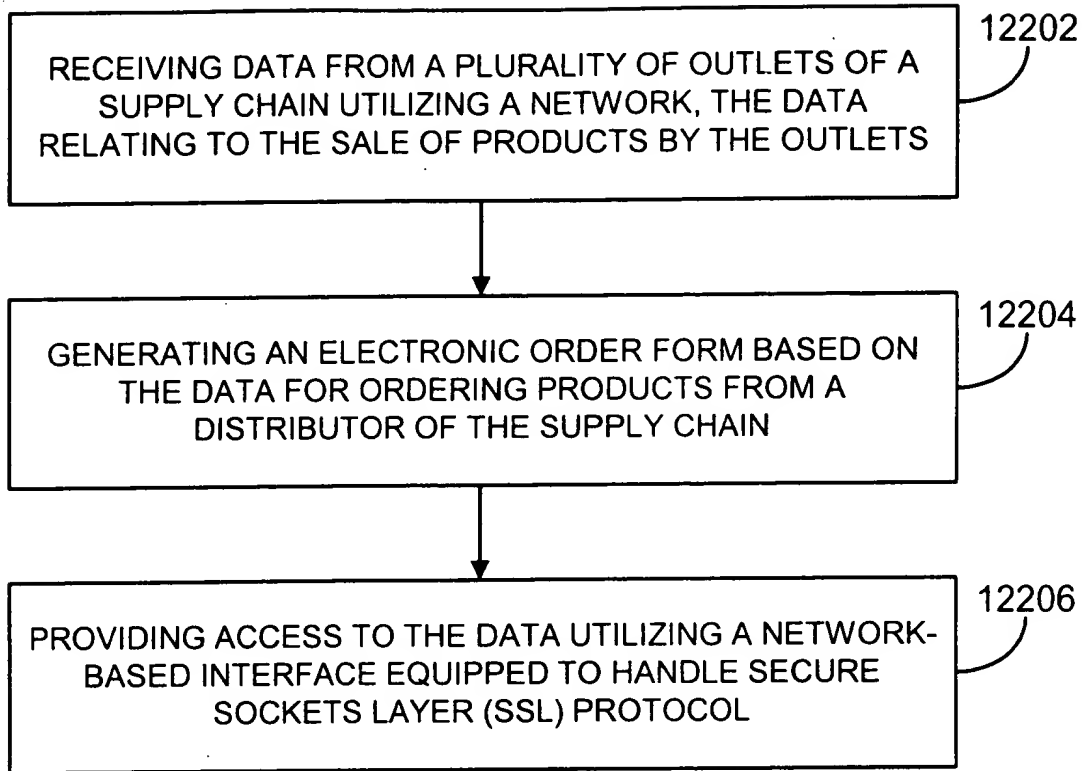 12202
RECEIVING DATA FROM A PLURALITY OF OUTLETS OF A
SUPPLY CHAIN UTILIZING A NETWORK, THE DATA
RELATING TO THE SALE OF PRODUCTS BY THE OUTLETS
12204
GENERATING AN ELECTRONIC ORDER FORM BASED ON
THE DATA FOR ORDERING PRODUCTS FROM A
DISTRIBUTOR OF THE SUPPLY CHAIN
12206
PROVIDING ACCESS TO THE DATA UTILIZING A NETWORK-
BASED INTERFACE EQUIPPED TO HANDLE SECURE
SOCKETS LAYER (SSL) PROTOCOL